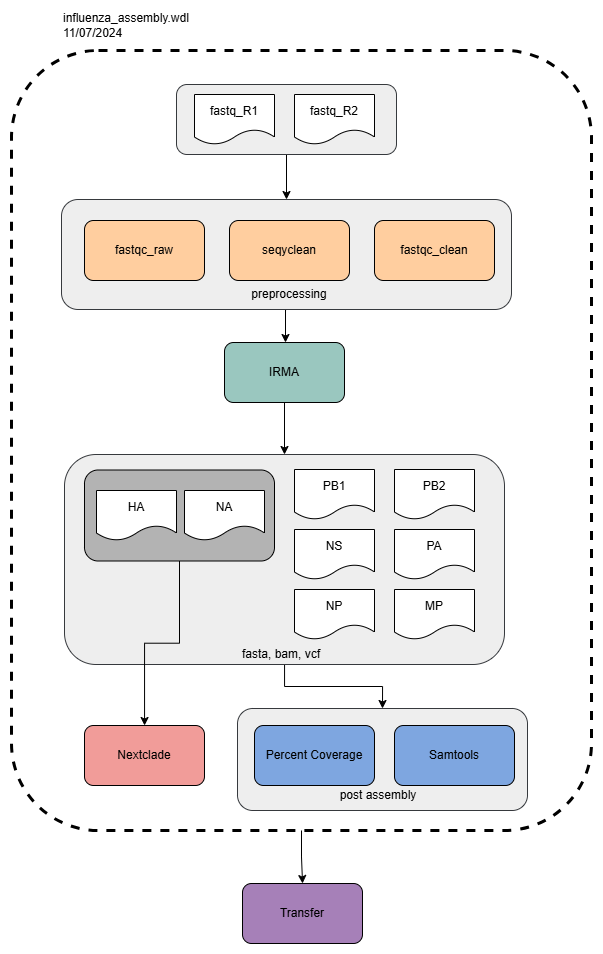 influenza_assembly.wdl
11/07/2024
fastq_R1
fastq_R2
fastqc_raw
seqyclean
fastqc_clean
preprocessing
IRMA
HA
NA
PB1
PB2
NS
PA
NP
MP
fasta, bam, vcf
Nextclade
Percent Coverage
Samtools
post assembly
Transfer